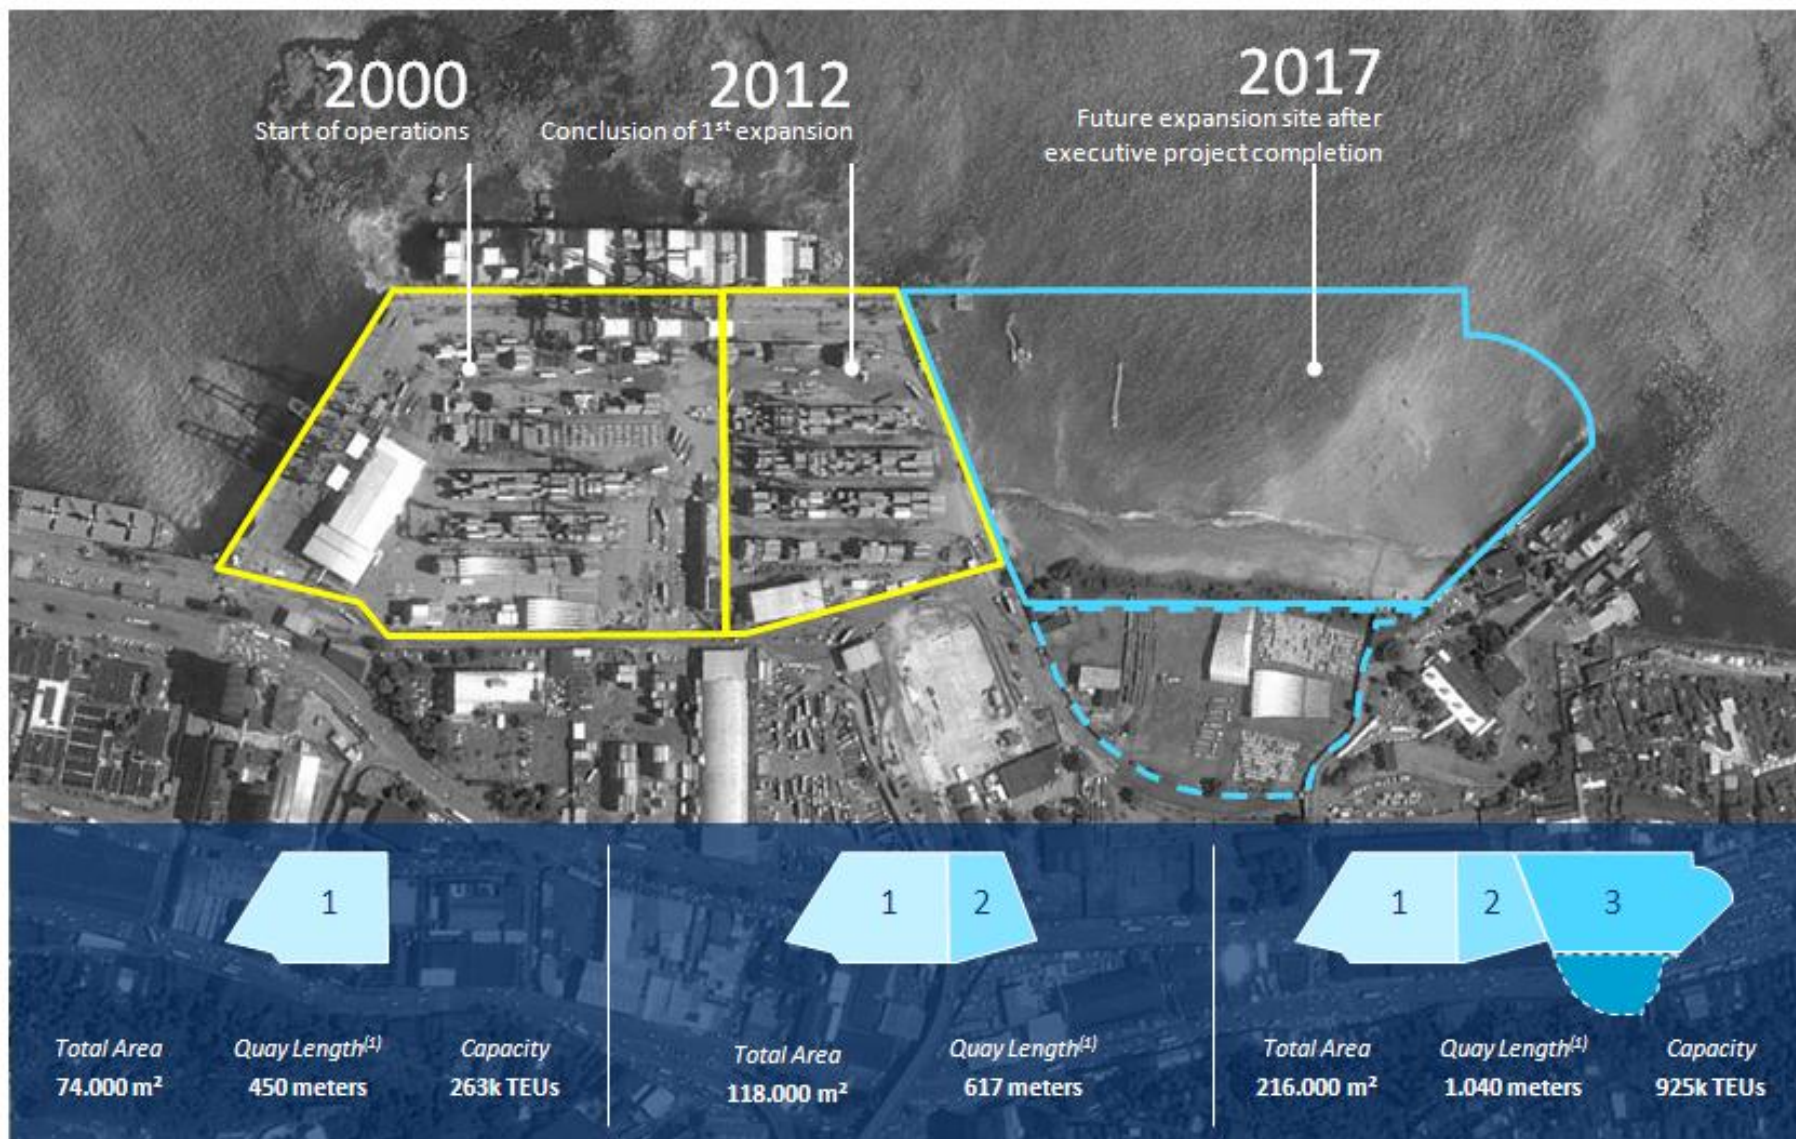 2000
Start of operations
2012
Conclusion of 1st expansion
2017
Future expansion site after
executive project completion
1
Total Area
74.000 m²
Quay Length(1)
450 meters
Capacity
263k TEUs
1 2
Total Area
118.000 m²
Quay Length(1)
617 meters
1 2 3
Total Area
216.000 m²
Quay Length(1)
1.040 meters
Capacity
925k TEUs